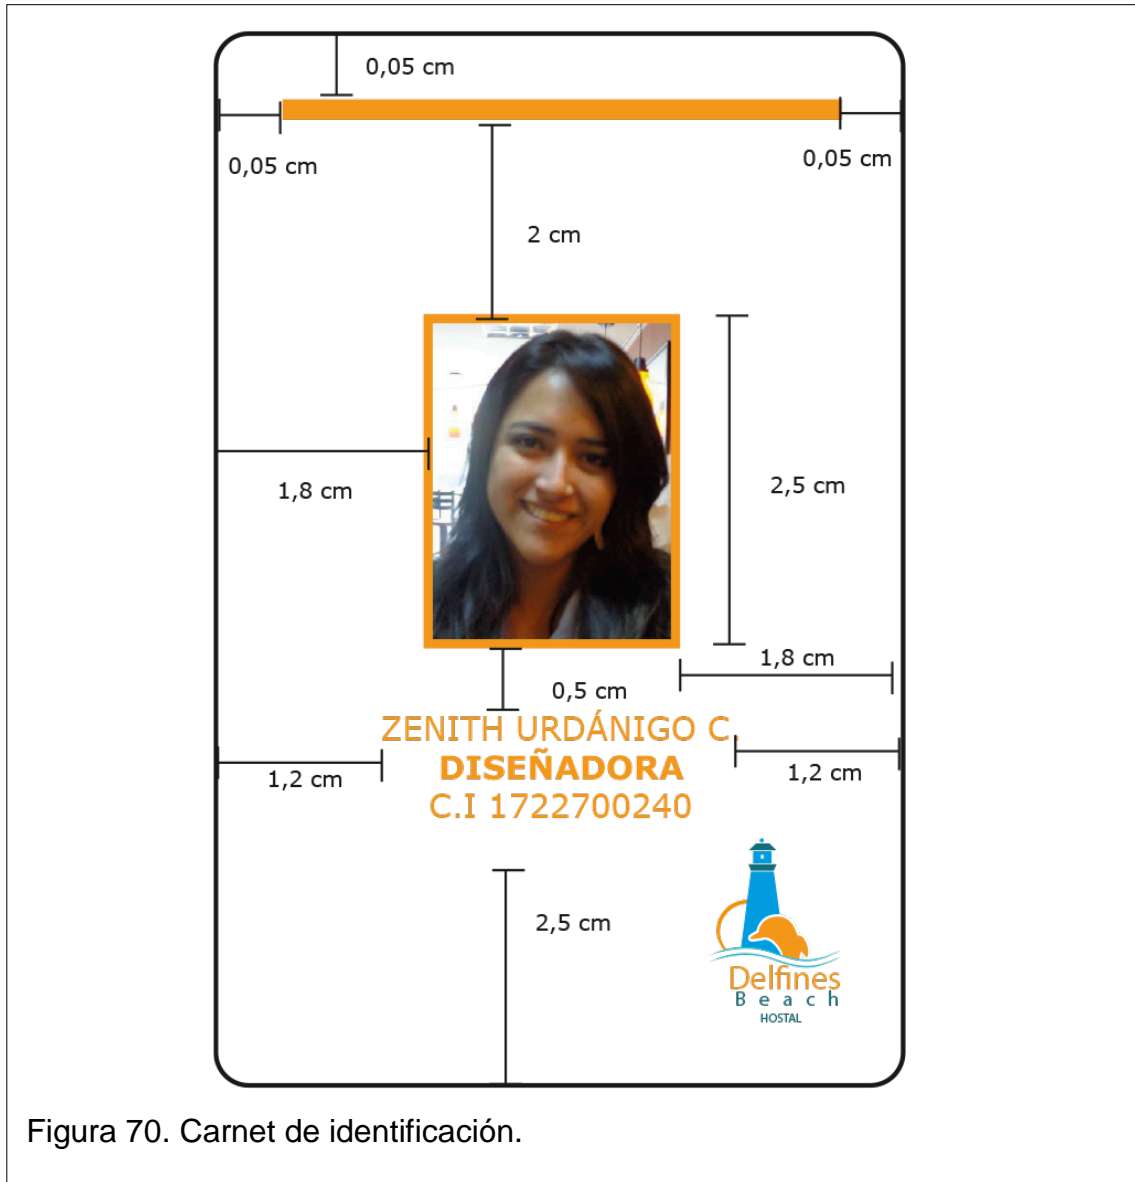 0,05 cm
0,05 cm
0,05 cm
2 cm
1,8 cm
2,5 cm
1,8 cm
0,5 cm
ZENITH URDÁNIGO C.
DISEÑADORA
C.I 1722700240
1,2 cm
1,2 cm
2,5 cm
Delfines
Beach
HOSTAL
Figura 70. Carnet de identificación.